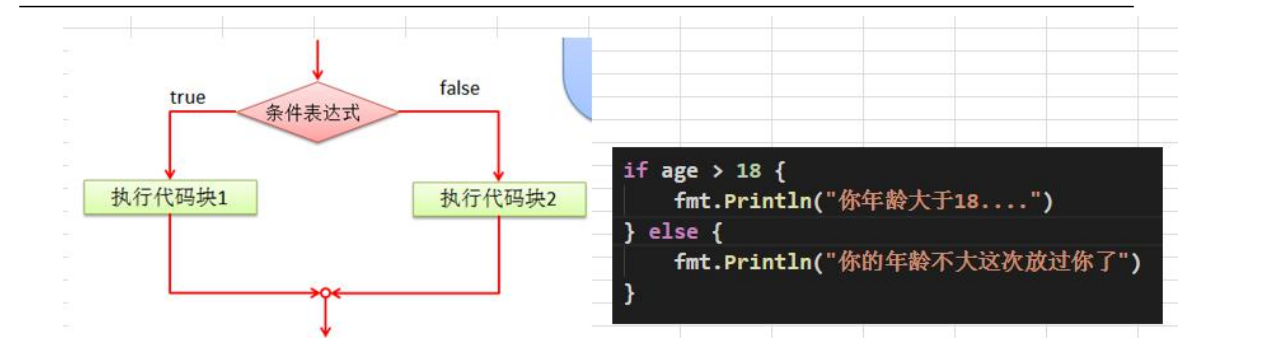 true
false
条件表达式
执行代码块1
执行代码块2
if age > 18 {
fmt.Println("你年龄大于18....")
} else {
fmt.Println("你的年龄不大这次放过你了")
}